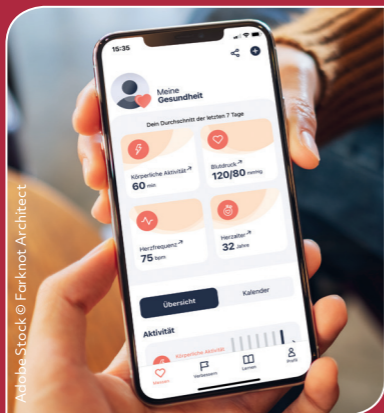 15:35
Meine
Gesundheit
Dein Durchschnitt der letzten 7 Tage
Körperliche Aktivität
60 min
Blutdruck
120/80 mmHg
Herzfrequenz
75 bpm
Herzalter
32 Jahre
Übersicht
Kalender
Aktivität
Körperliche Aktivität
Messen
Verbessern
Lernen
Profil
Adobe Stock © Farknot Architect